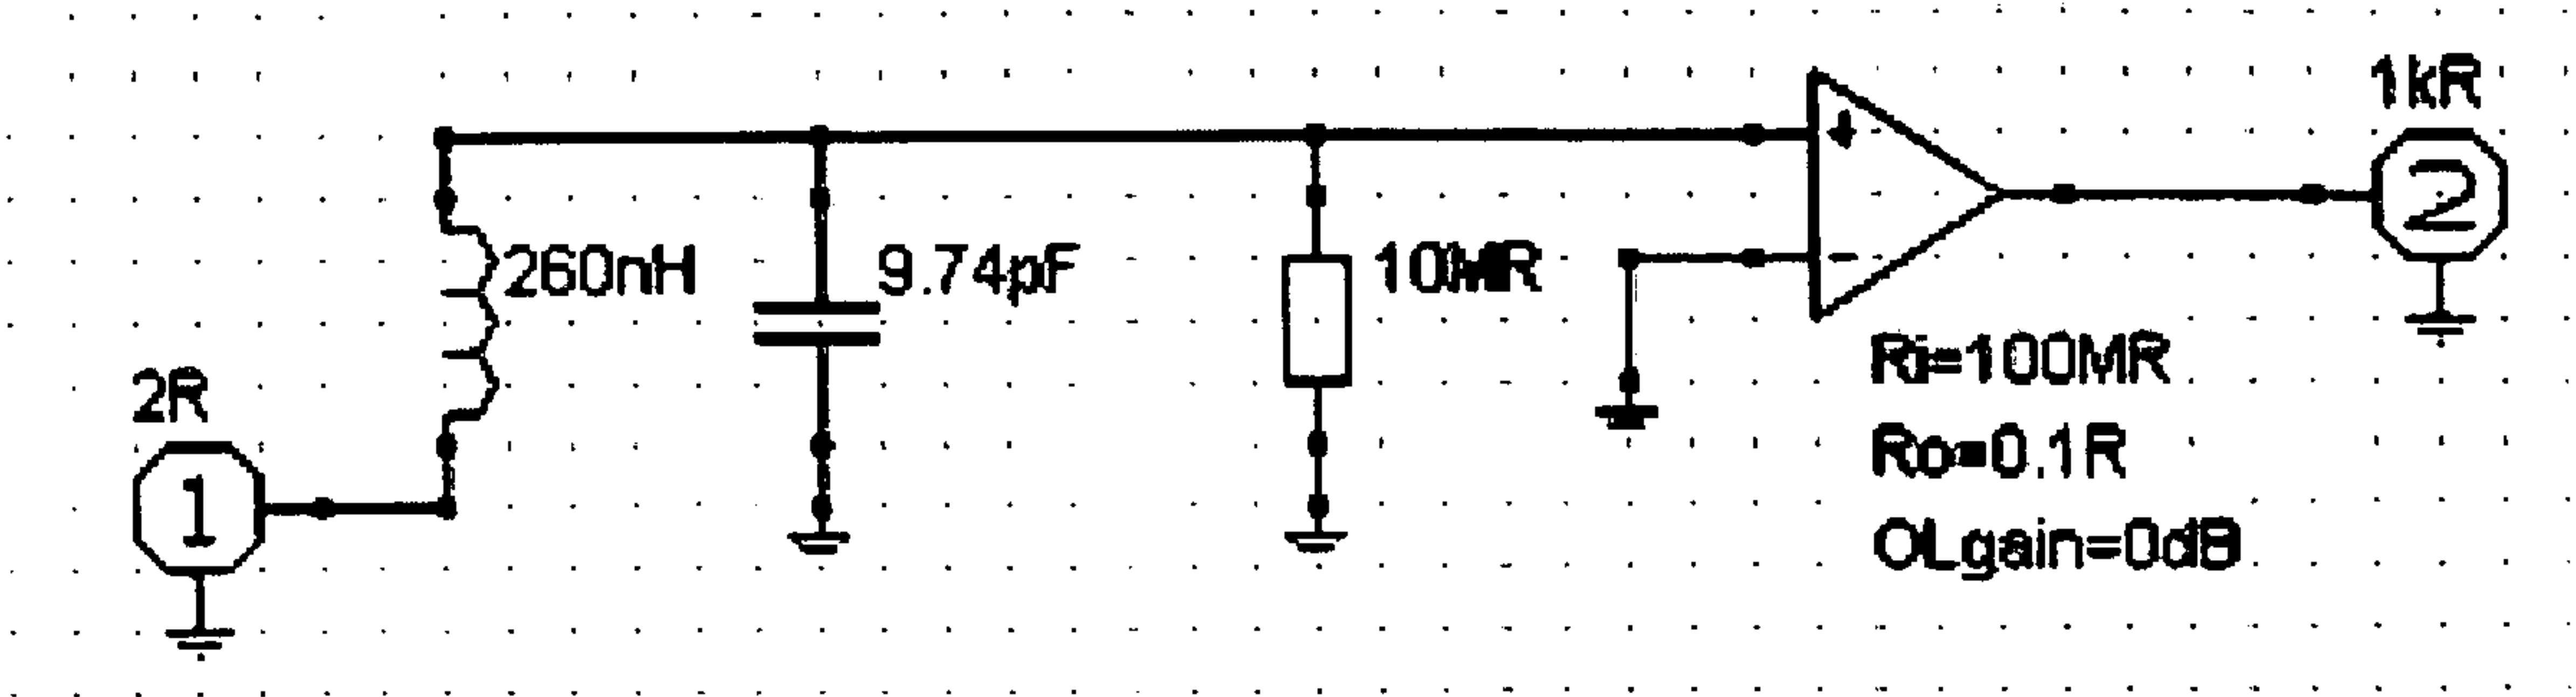 1kR
2
260nH
9.74pF
10MR
2R
1
Ri=100MR
Ro=0.1R
OLgain=0dB
+
-